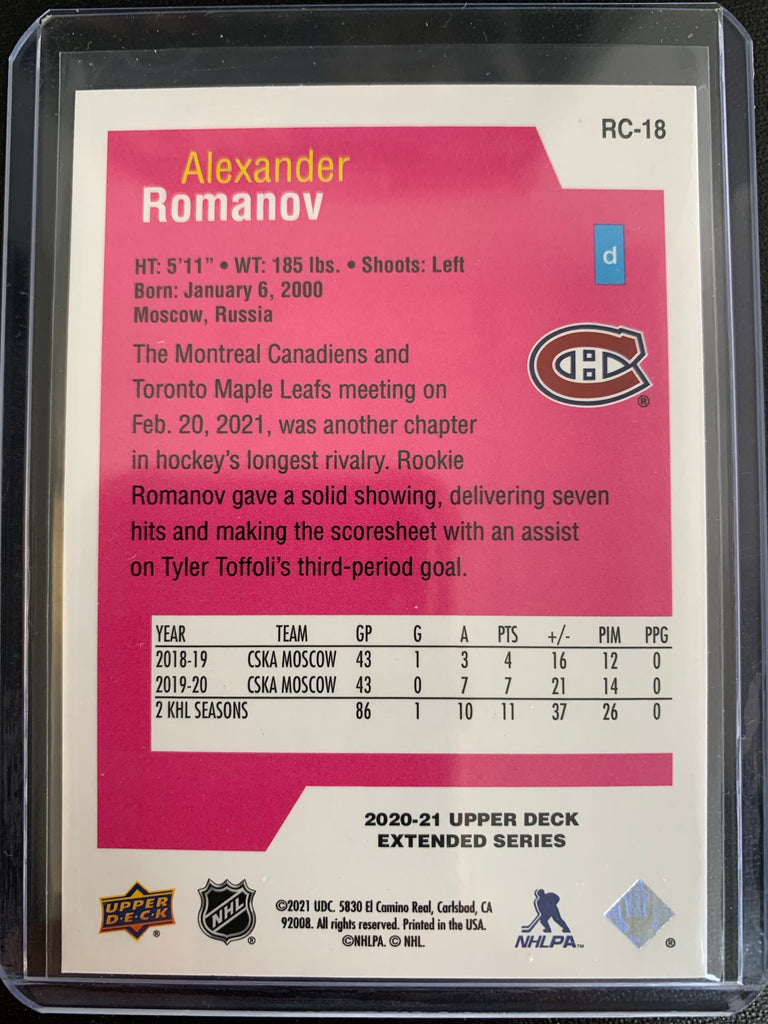 RC-18
Alexander
Romanov
d
HT: 5'11" • WT: 185 lbs. • Shoots: Left
Born: January 6, 2000
Moscow, Russia
The Montreal Canadiens and
Toronto Maple Leafs meeting on
Feb. 20, 2021, was another chapter
in hockey's longest rivalry. Rookie
Romanov gave a solid showing, delivering seven
hits and making the scoresheet with an assist
on Tyler Toffoli's third-period goal.
®
YEAR TEAM GP G A PTS +/- PIM PPG
2018-19 CSKA MOSCOW 43 1 3 4 16 12 0
2019-20 CSKA MOSCOW 43 0 7 7 21 14 0
2 KHL SEASONS 86 1 10 11 37 26 0
2020-21 UPPER DECK
EXTENDED SERIES
UPPER
D·E·C·K ®
NHL ®
©2021 UDC. 5830 El Camino Real, Carlsbad, CA
92008. All rights reserved. Printed in the USA.
©NHLPA. © NHL.
NHLPA™
®